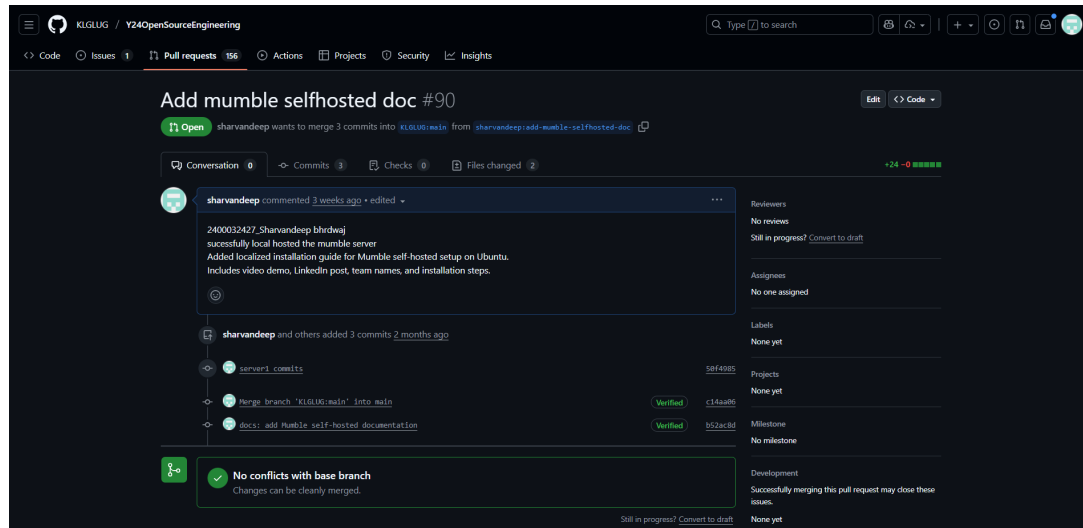 KLGLUG / Y24OpenSourceEngineering
Type / to search
Code Issues 1 Pull requests 156 Actions Projects Security Insights
Add mumble selfhosted doc #90
Edit Code
Open sharvandeep wants to merge 3 commits into KLGLUG:main from sharvandeep:add-mumble-selfhosted-doc
Conversation 0 Commits 3 Checks 0 Files changed 2 +24 −0
sharvandeep commented 3 weeks ago • edited
2400032427_Sharvandeep bhrdwaj
sucessfully local hosted the mumble server
Added localized installation guide for Mumble self-hosted setup on Ubuntu.
Includes video demo, LinkedIn post, team names, and installation steps.
sharvandeep and others added 3 commits 2 months ago
server1 commits 50f4985
Merge branch 'KLGLUG:main' into main Verified c14aa06
docs: add Mumble self-hosted documentation Verified b52ac8d
No conflicts with base branch
Changes can be cleanly merged.
Still in progress? Convert to draft
Reviewers
No reviews
Still in progress? Convert to draft
Assignees
No one assigned
Labels
None yet
Projects
None yet
Milestone
No milestone
Development
Successfully merging this pull request may close these
issues.
None yet